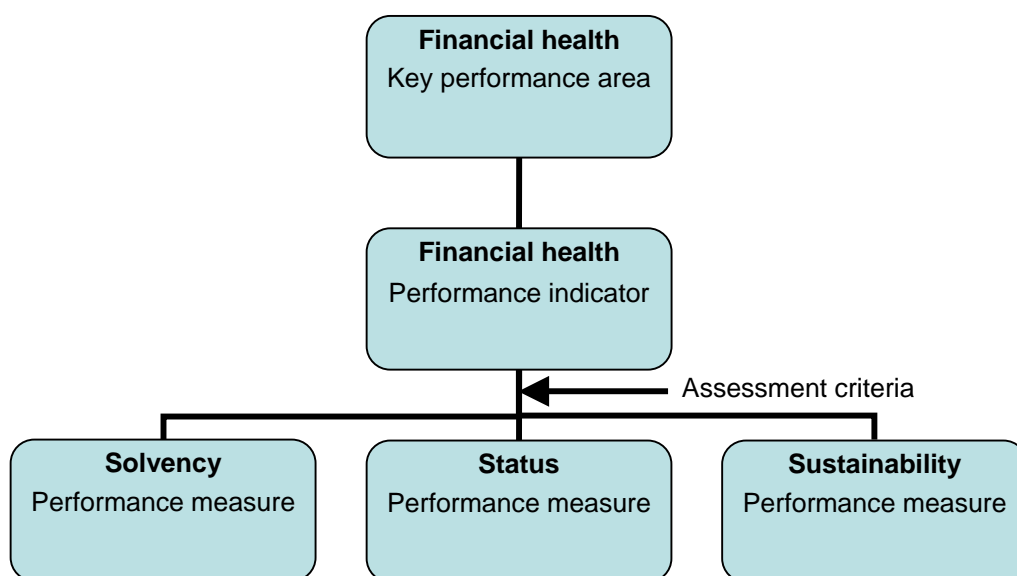 Financial health
Key performance area
Financial health
Performance indicator
Assessment criteria
Solvency
Performance measure
Status
Performance measure
Sustainability
Performance measure